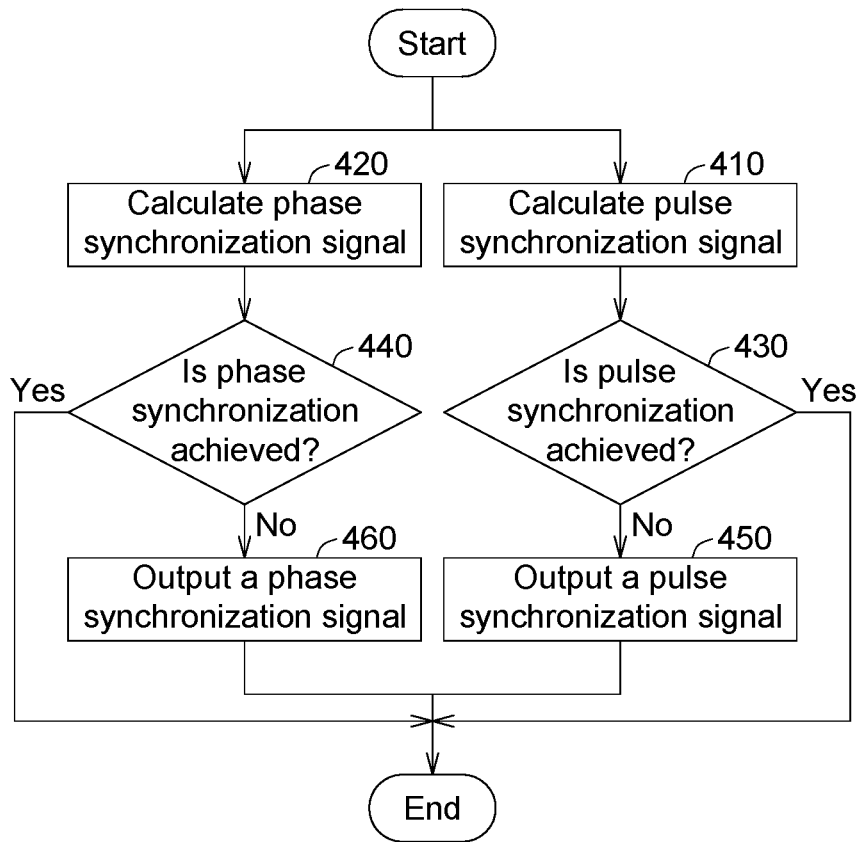 Start
420
Calculate phase
synchronization signal
410
Calculate pulse
synchronization signal
440
Is phase
synchronization
achieved?
Yes
No
430
Is pulse
synchronization
achieved?
Yes
No
460
Output a phase
synchronization signal
450
Output a pulse
synchronization signal
End